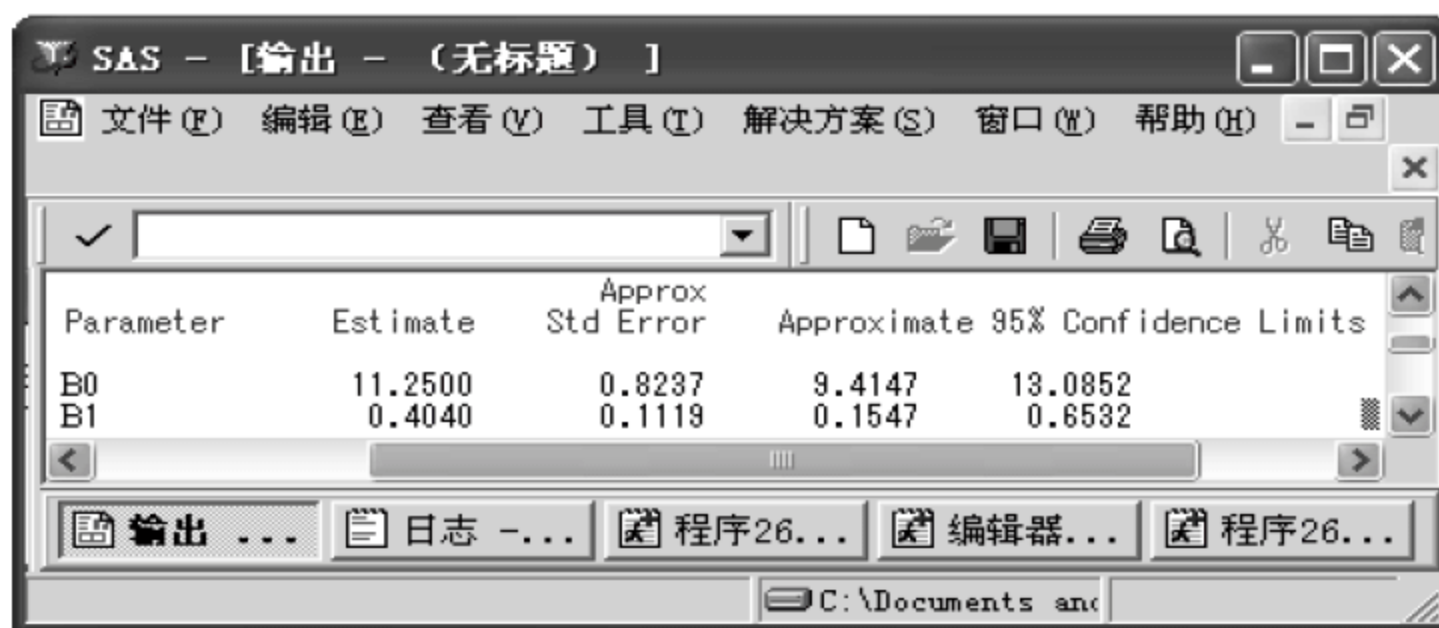 SAS - [输出 - （无标题） ]
文件(F) 编辑(E) 查看(V) 工具(T) 解决方案(S) 窗口(W) 帮助(H)
Approx
Parameter Estimate Std Error Approximate 95% Confidence Limits
B0 11.2500 0.8237 9.4147 13.0852
B1 0.4040 0.1119 0.1547 0.6532
输出 ... 日志 -... 程序26... 编辑器... 程序26...
C:\Documents and